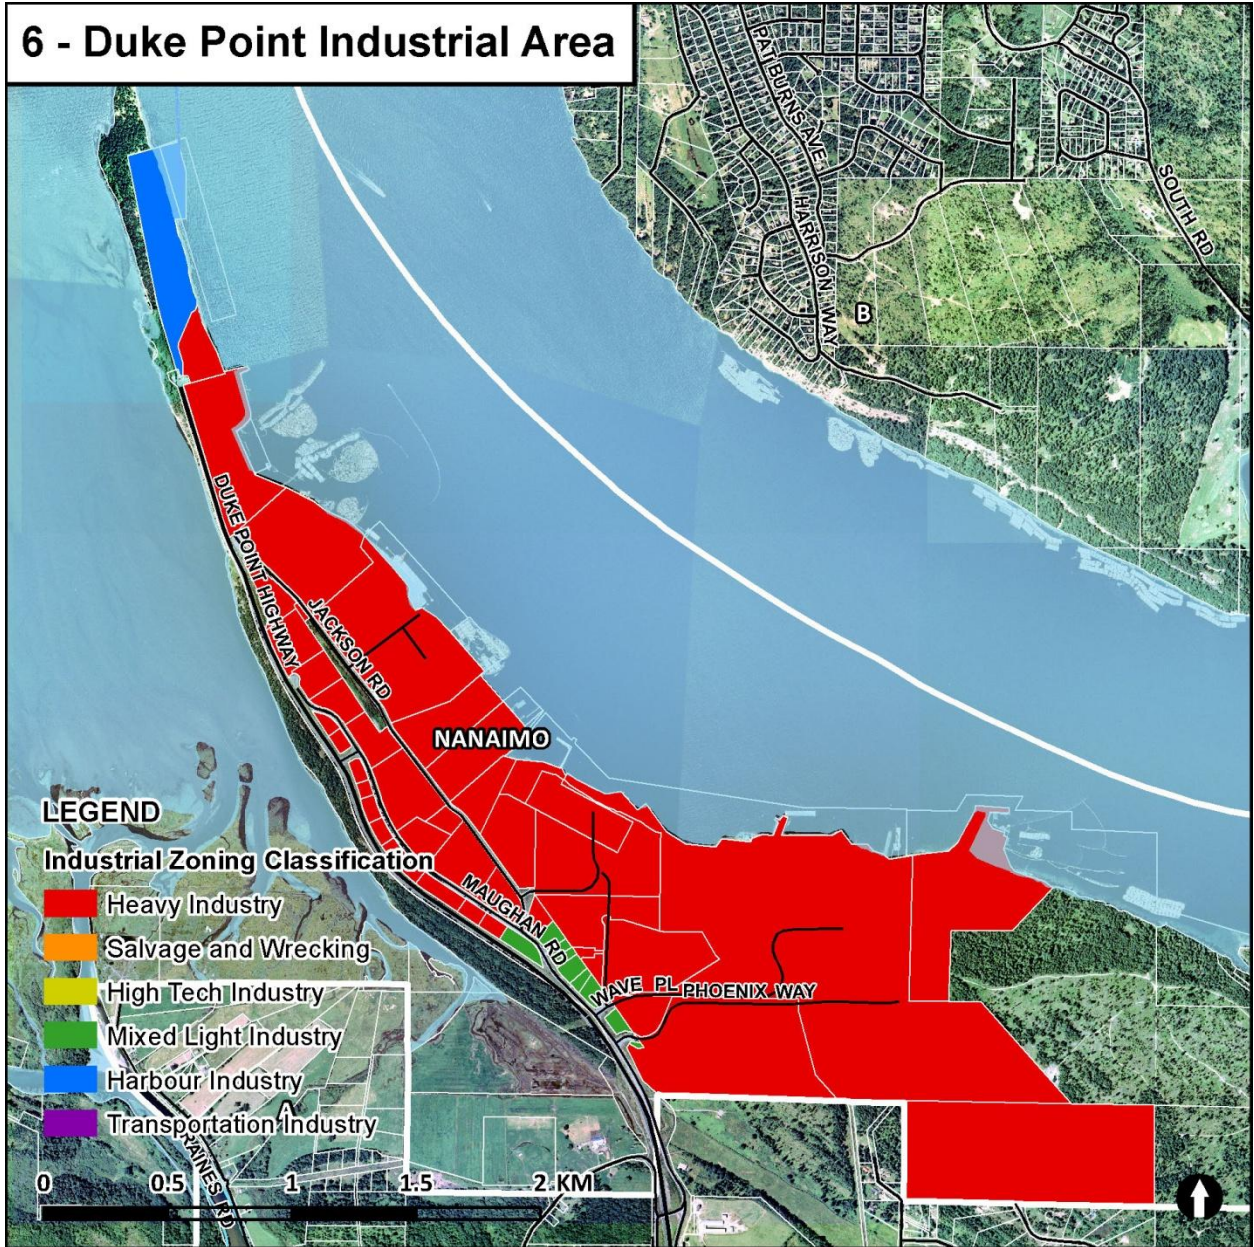 6 - Duke Point Industrial Area
PAT BURNS AVE
HARRISON WAY
SOUTH RD
B
DUKE POINT HIGHWAY
JACKSON RD
NANAIMO
MAUGHAN RD
WAVE PL
PHOENIX WAY
LEGEND
Industrial Zoning Classification
Heavy Industry
Salvage and Wrecking
High Tech Industry
Mixed Light Industry
Harbour Industry
Transportation Industry
A
RAINES RD
0 0.5 1 1.5 2 KM